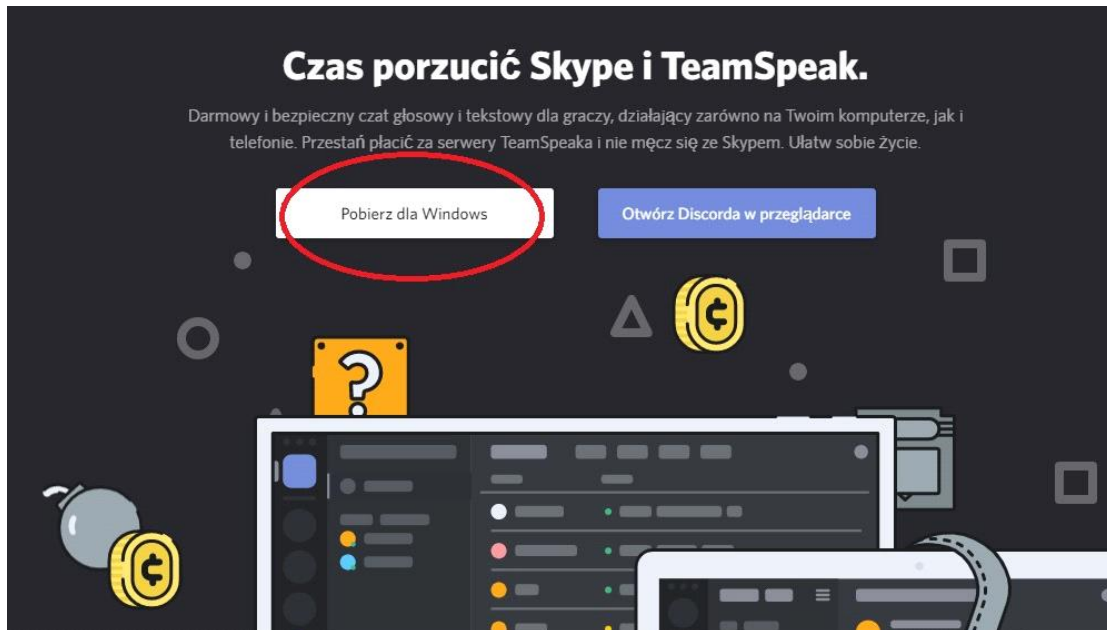 Czas porzucić Skype i TeamSpeak.
Darmowy i bezpieczny czat głosowy i tekstowy dla graczy, działający zarówno na Twoim komputerze, jak i
telefonie. Przestań płacić za serwery TeamSpeaka i nie męcz się ze Skypem. Ułatw sobie życie.
Pobierz dla Windows
Otwórz Discorda w przeglądarce